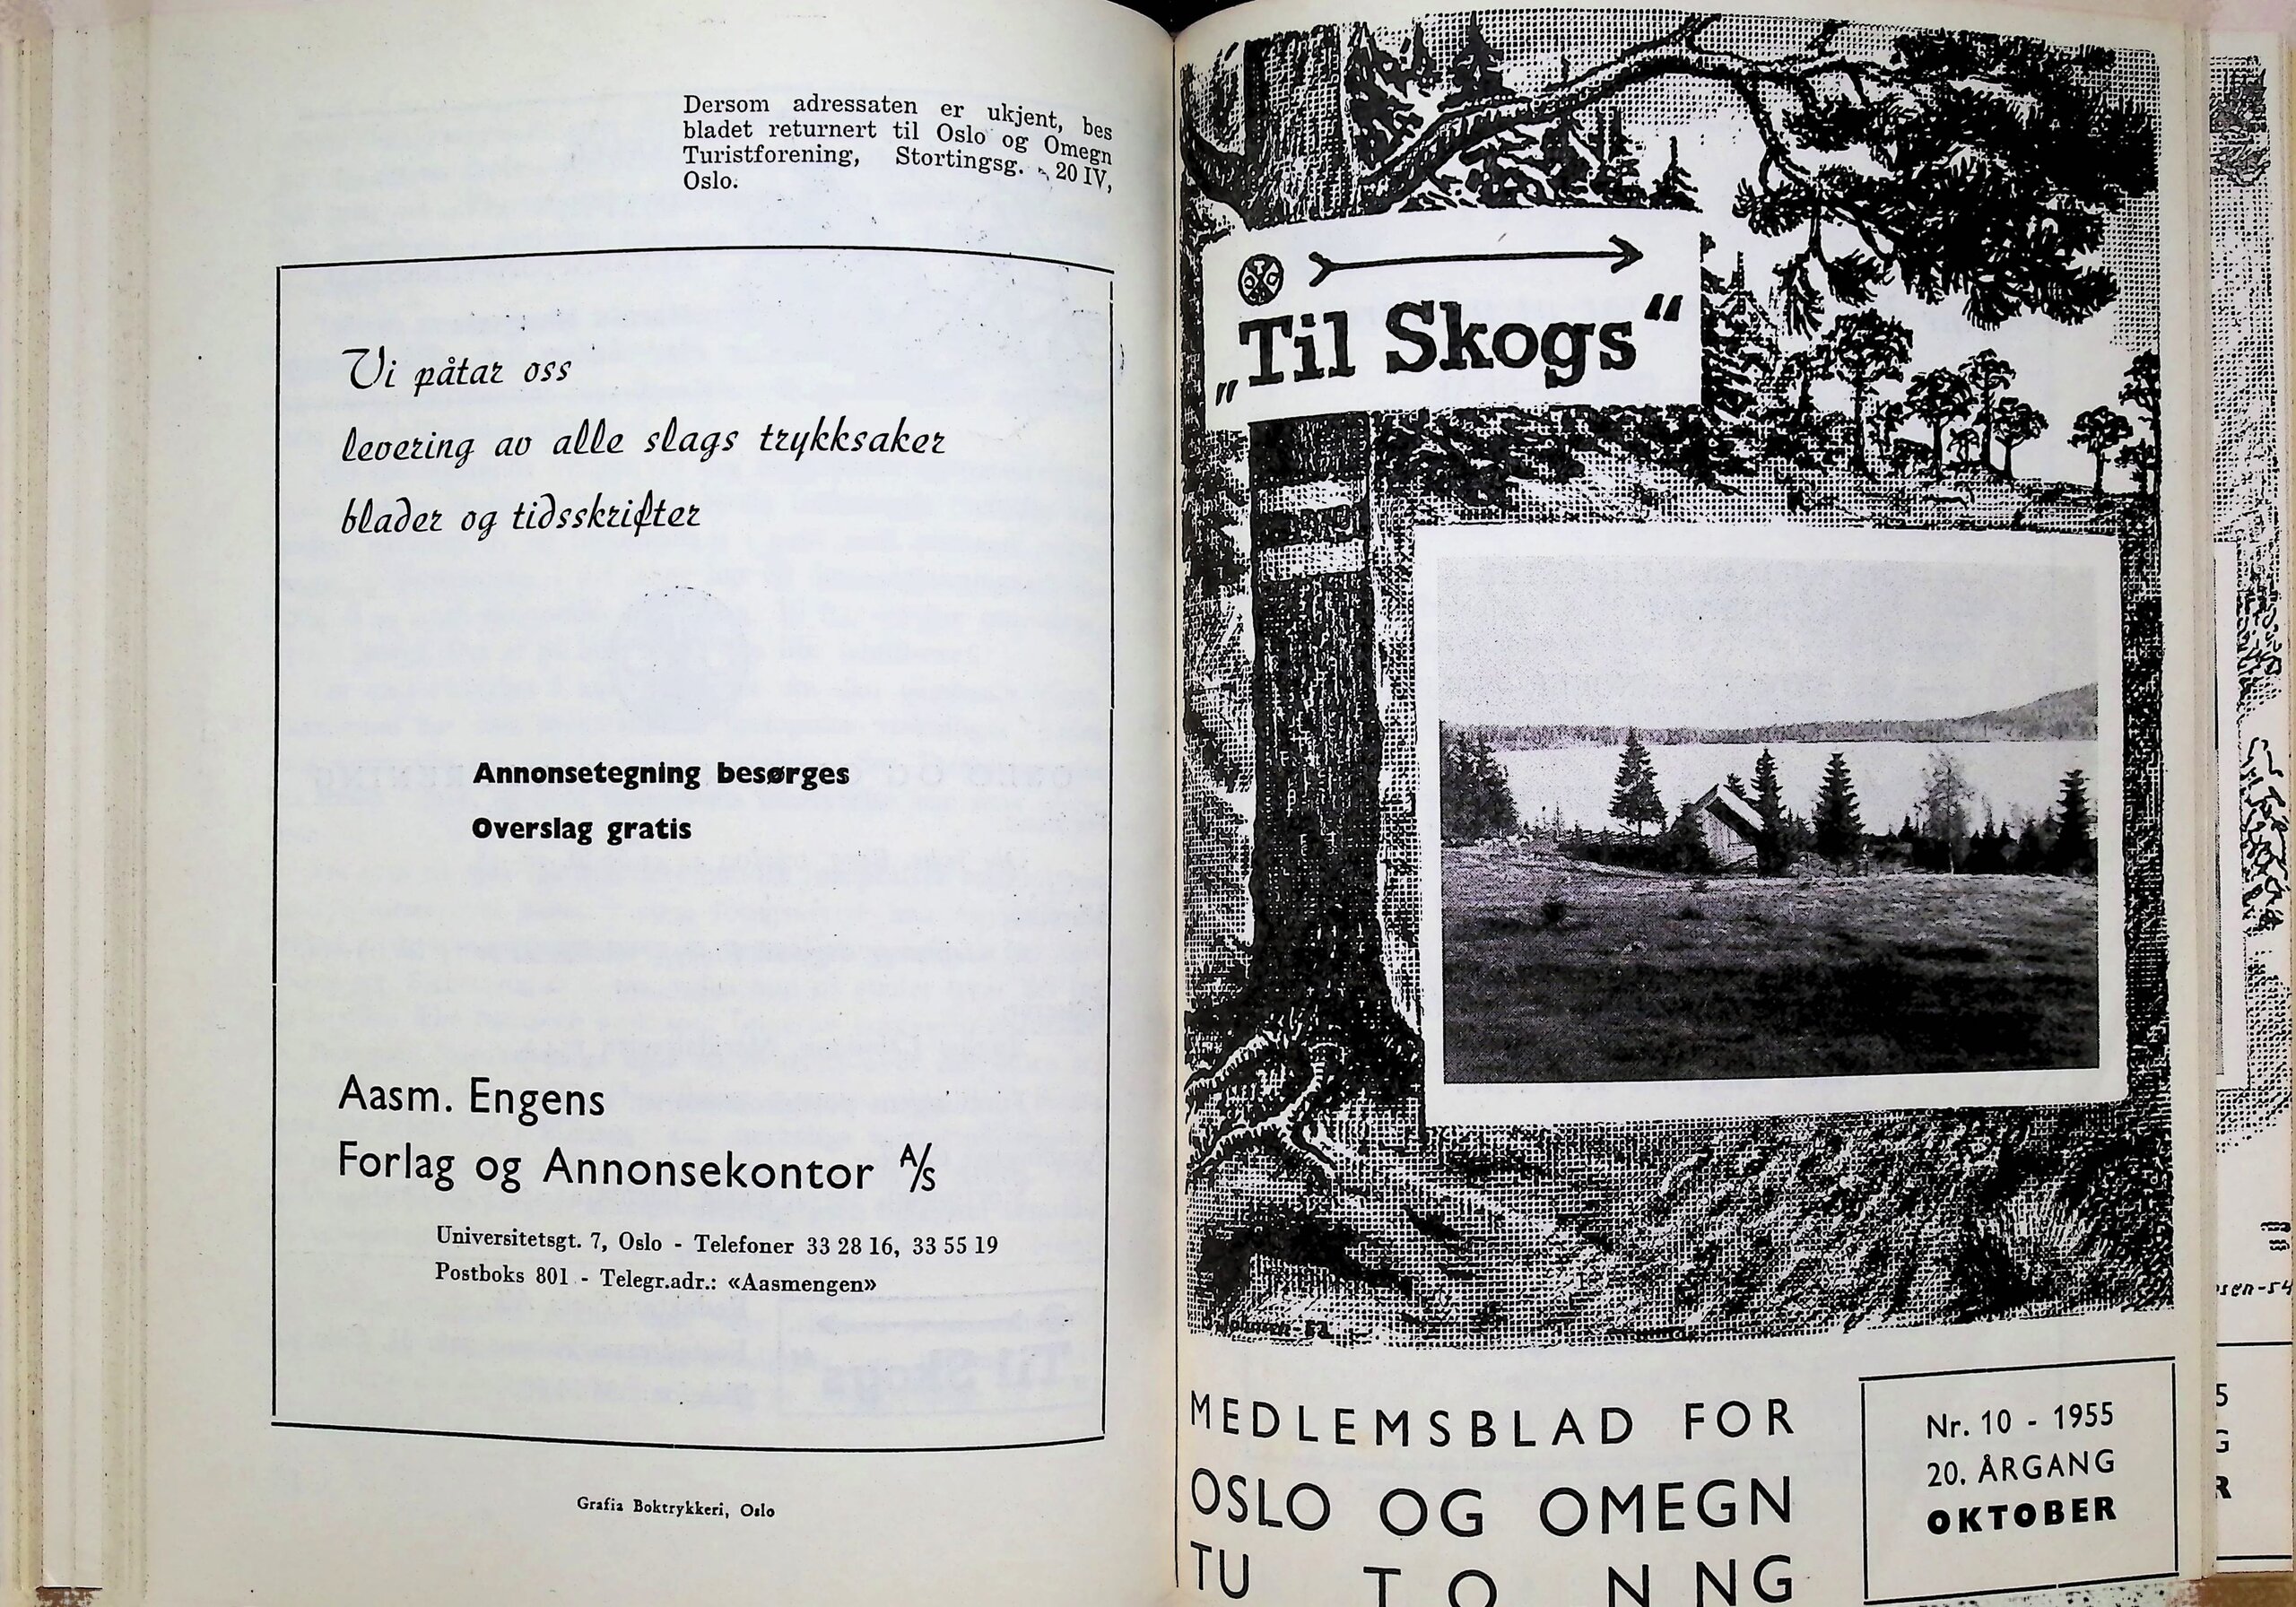 Dersom adressaten er ukjent, bes
bladet returnert til Oslo og Omegn
Turistforening, Stortingsg. 20 IV,
Oslo.
Vi påtar oss
levering av alle slags trykksaker
blader og tidsskrifter
Annonsetegning besørges
Overslag gratis
Aasm. Engens
Forlag og Annonsekontor A/S
Universitetsgt. 7, Oslo - Telefoner 33 28 16, 33 55 19
Postboks 801 - Telegr.adr.: «Aasmengen»
Grafia Boktrykkeri, Oslo
„Til Skogs“
MEDLEMSBLAD FOR
OSLO OG OMEGN
Nr. 10 - 1955
20. ÅRGANG
OKTOBER